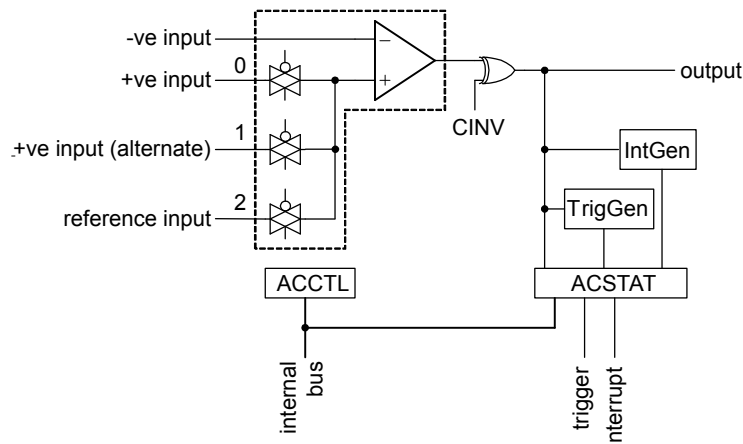 -ve input
+ve input
0
+ve input (alternate)
1
reference input
2
−
+
CINV
output
IntGen
TrigGen
ACCTL
ACSTAT
internal
bus
trigger
nterrupt